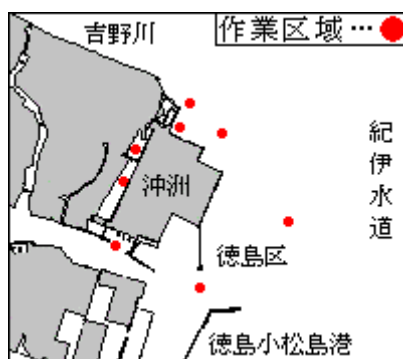 吉野川
作業区域…●
紀伊水道
沖洲
徳島区
徳島小松島港